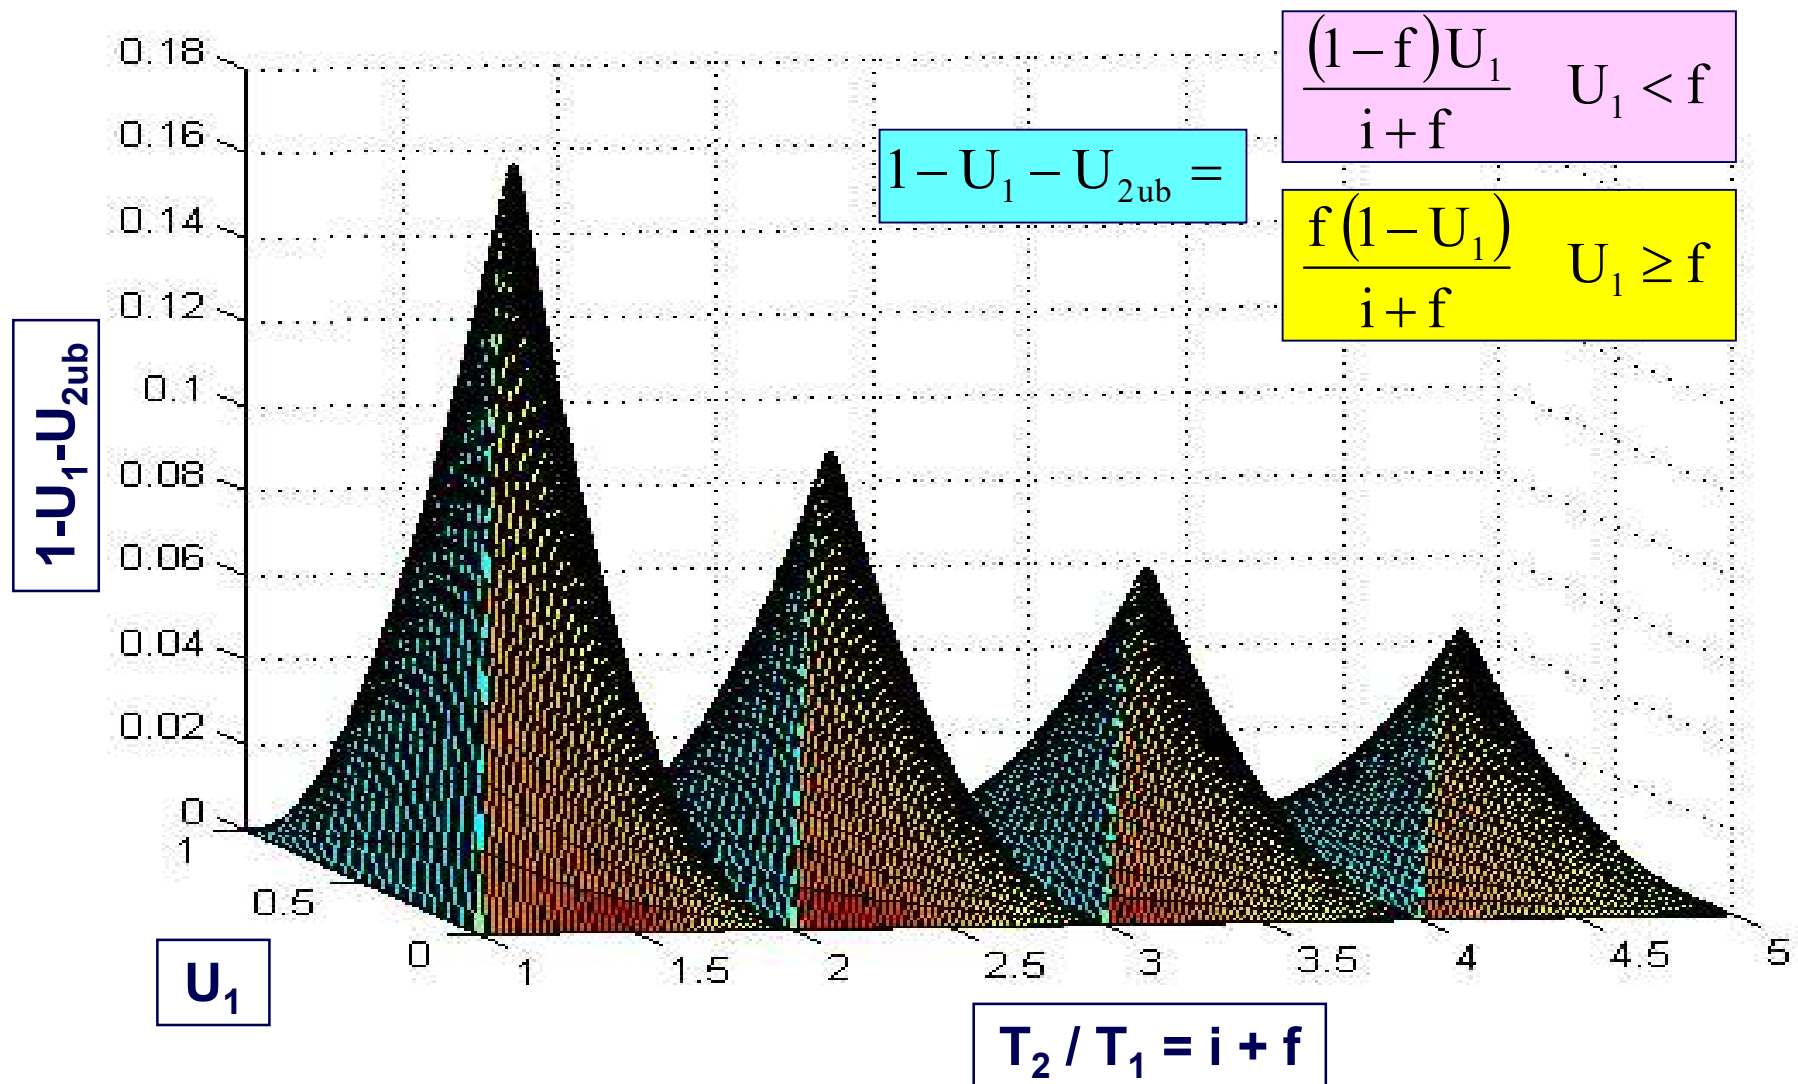 0.18
0.16
0.14
0.12
0.1
0.08
0.06
0.04
0.02
0
1-U₁-U₂ub
1 − U₁ − U₂ub =
(1 − f)U₁
i + f
U₁ < f
f(1 − U₁)
i + f
U₁ ≥ f
1
0.5
0
U₁
1
1.5
2
2.5
3
3.5
4
4.5
5
T₂ / T₁ = i + f